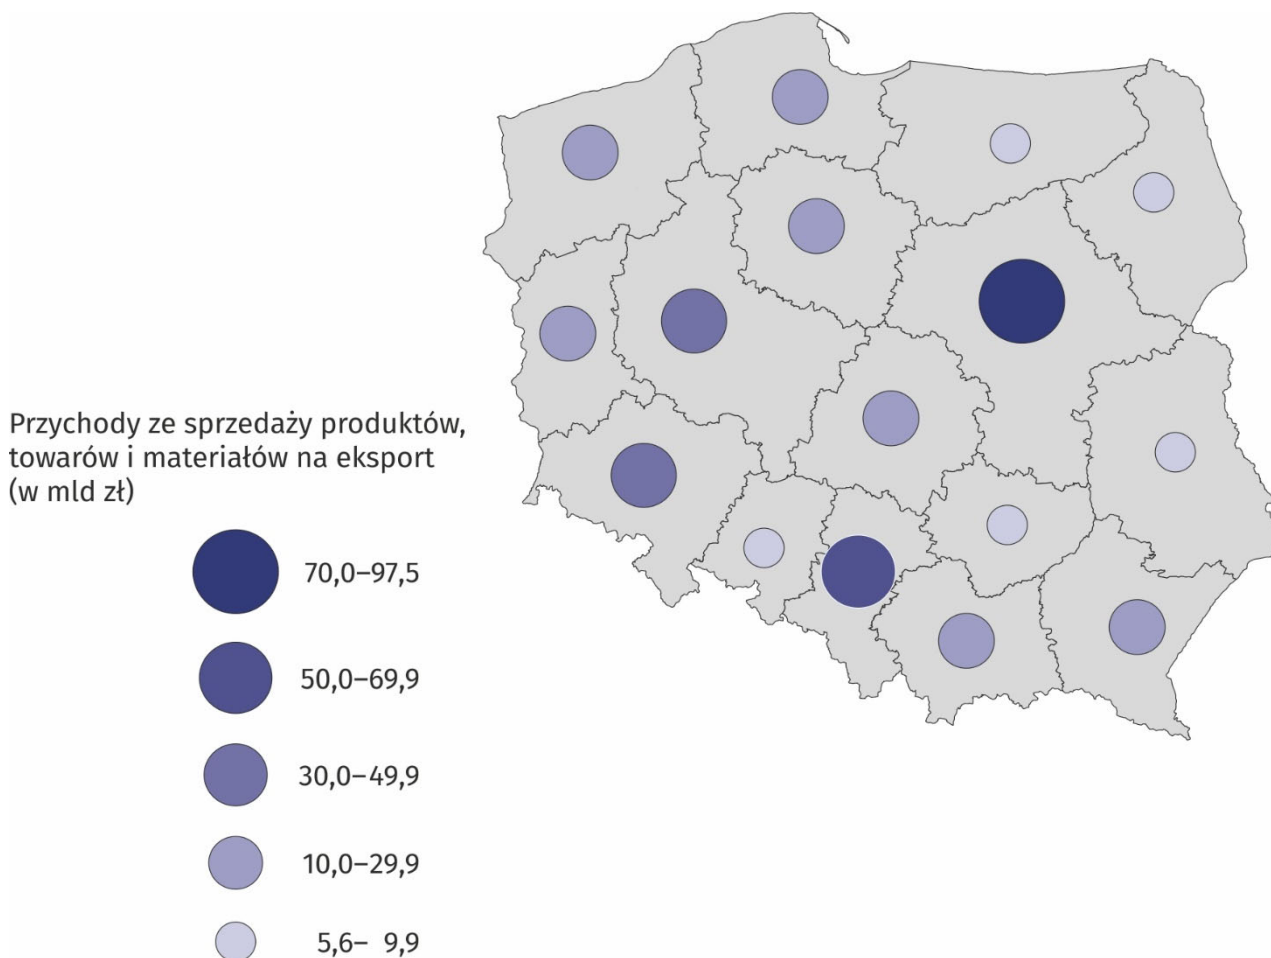 Przychody ze sprzedaży produktów,
towarów i materiałów na eksport
(w mld zł)
70,0–97,5
50,0–69,9
30,0–49,9
10,0–29,9
5,6– 9,9